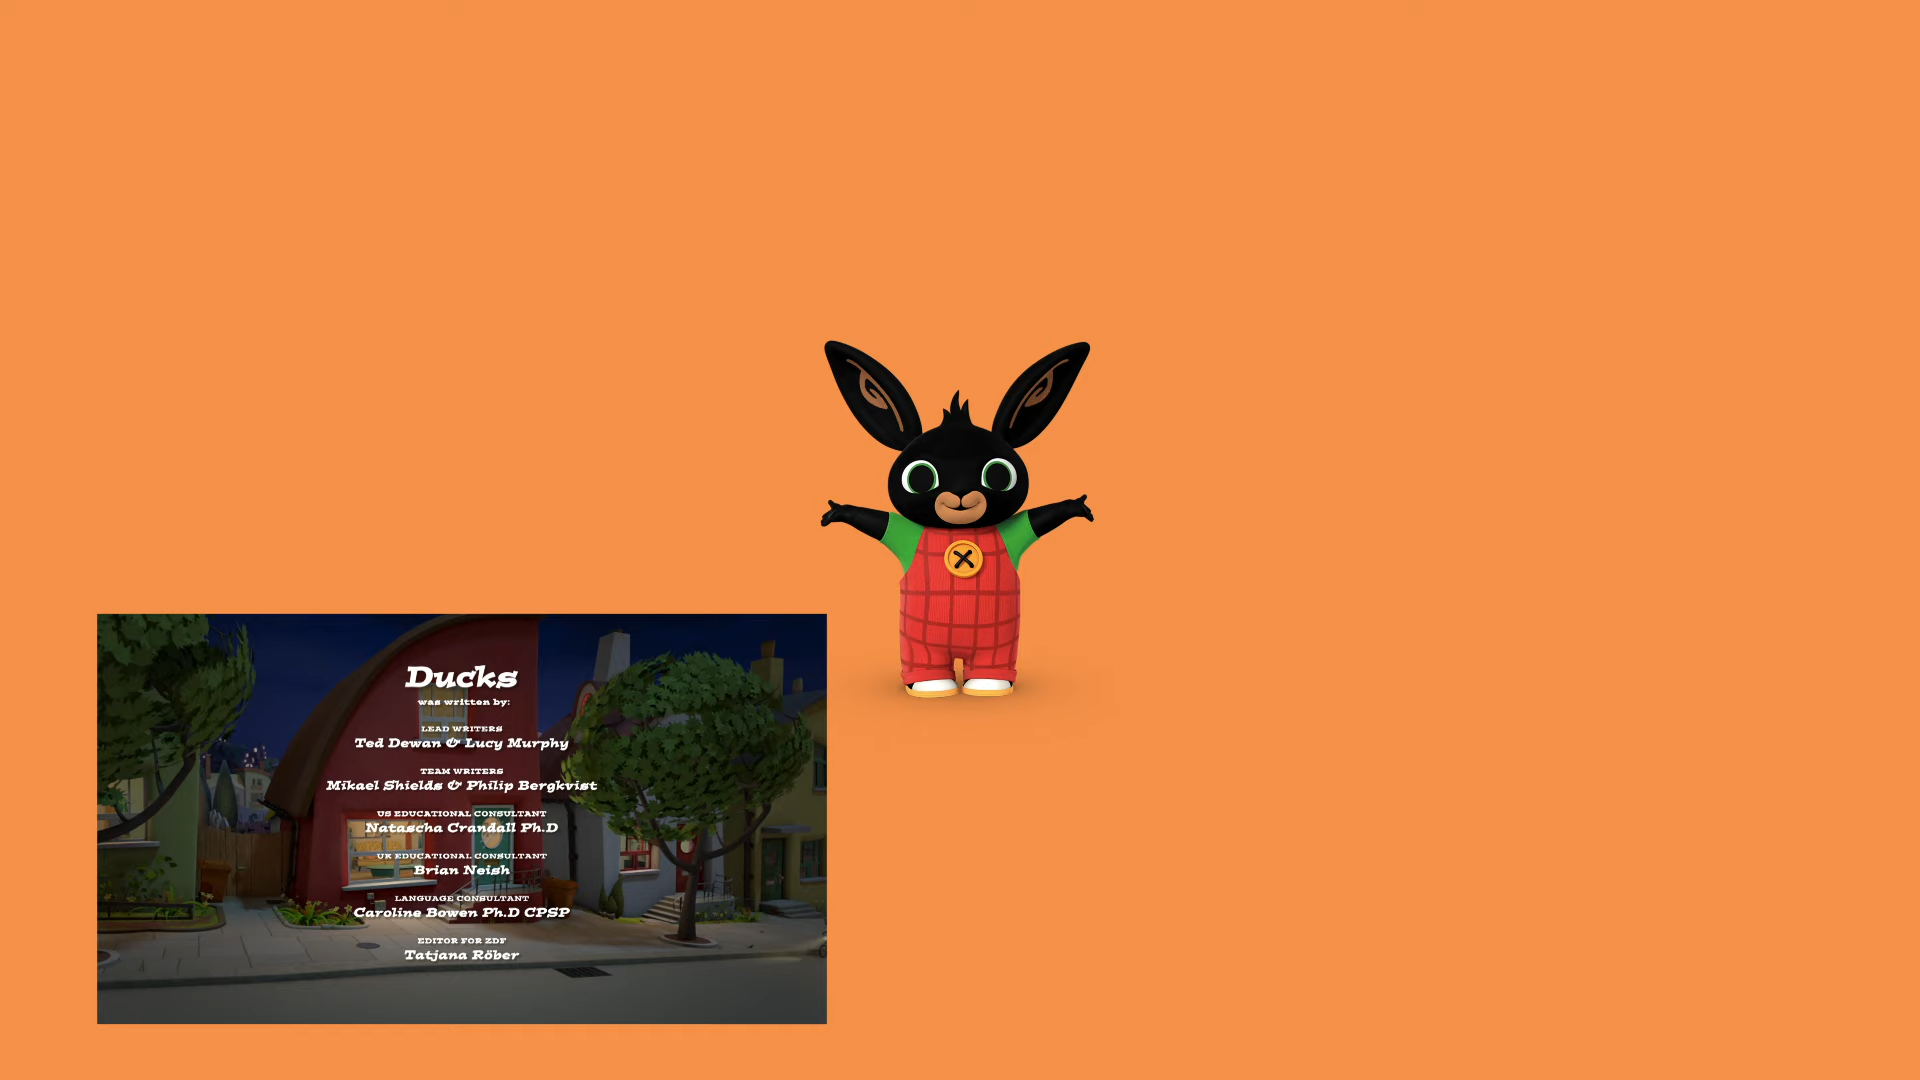 Ducks
was written by:
LEAD WRITERS
Ted Dewan & Lucy Murphy
TEAM WRITERS
Mikael Shields & Philip Bergkvist
US EDUCATIONAL CONSULTANT
Natascha Crandall Ph.D
UK EDUCATIONAL CONSULTANT
Brian Neish
LANGUAGE CONSULTANT
Caroline Bowen Ph.D CPSP
EDITOR FOR ZDF
Tatjana Röber